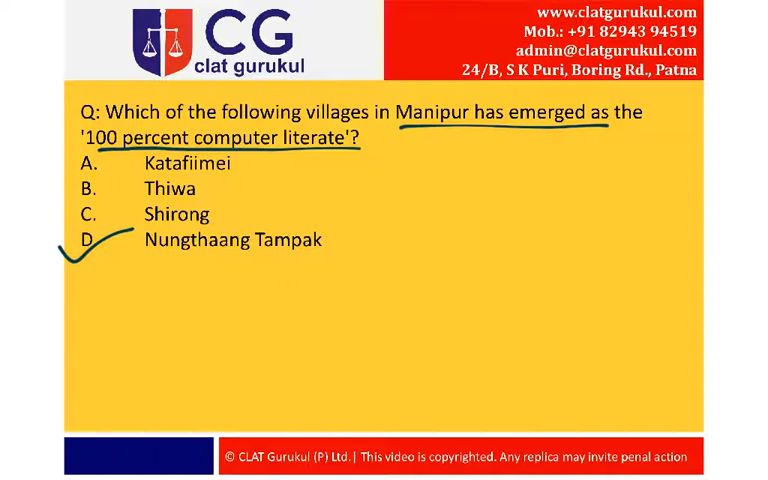 CG
clat gurukul
www.clatgurukul.com
Mob.: +91 82943 94519
admin@clatgurukul.com
24/B, S K Puri, Boring Rd., Patna
Q: Which of the following villages in Manipur has emerged as the
'100 percent computer literate'?
A. Katafiimei
B. Thiwa
C. Shirong
D. Nungthaang Tampak
© CLAT Gurukul (P) Ltd.| This video is copyrighted. Any replica may invite penal action